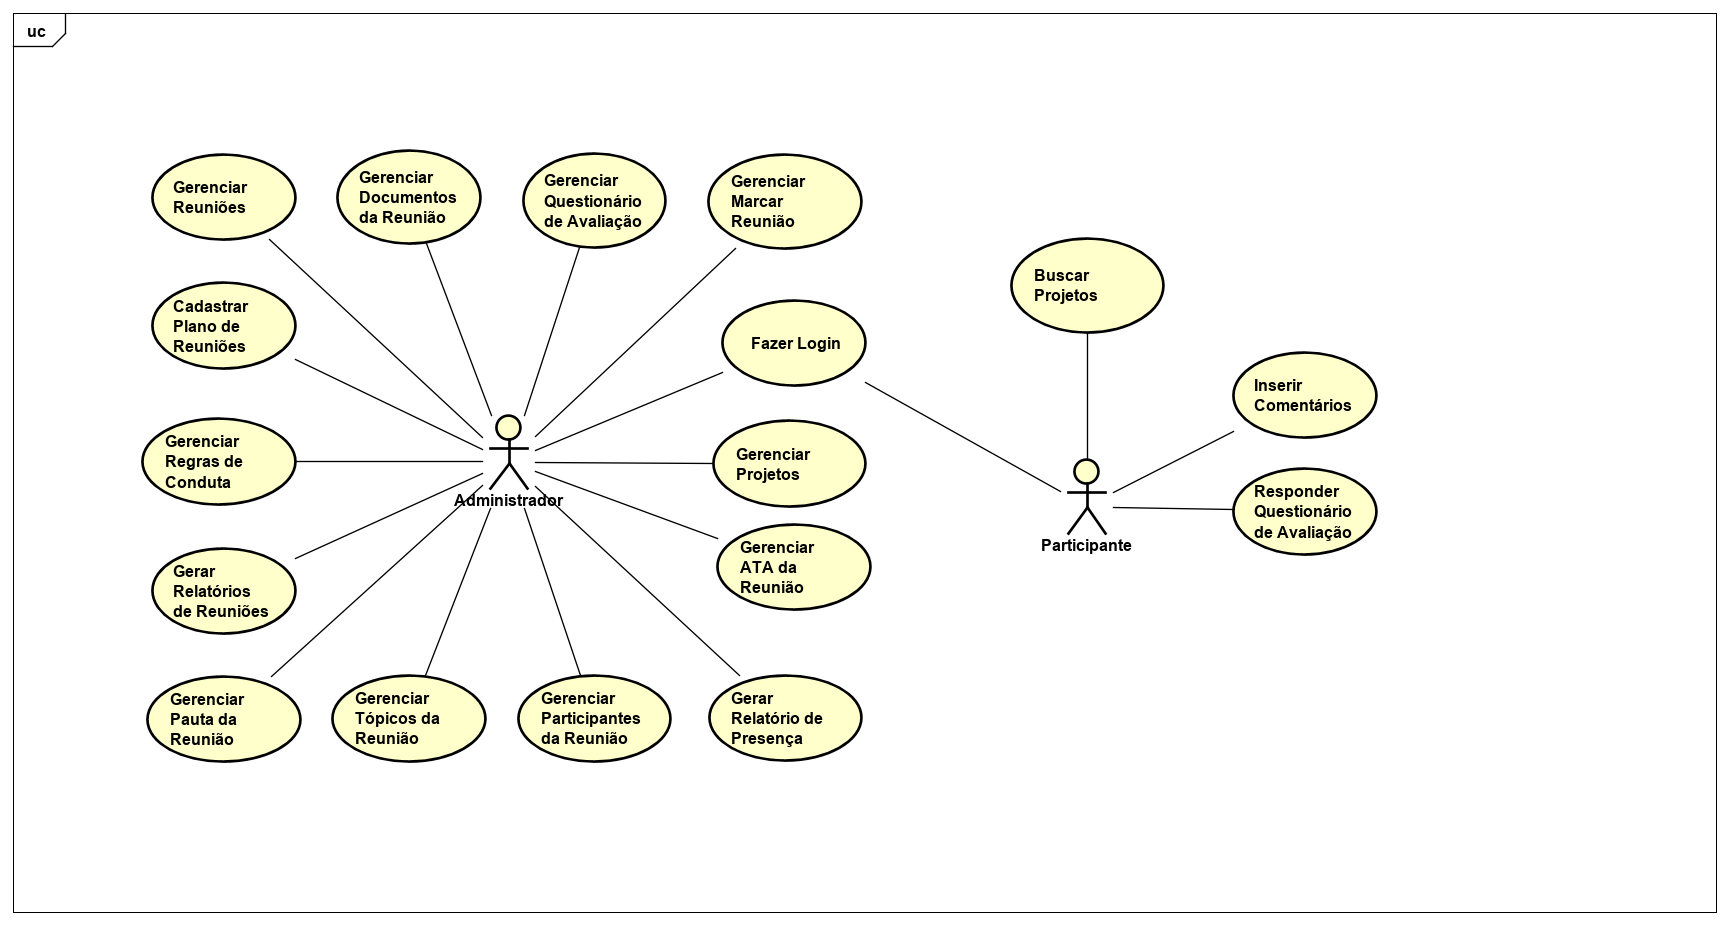 uc
Gerenciar
Reuniões
Gerenciar
Documentos
da Reunião
Gerenciar
Questionário
de Avaliação
Gerenciar
Marcar
Reunião
Buscar
Projetos
Cadastrar
Plano de
Reuniões
Fazer Login
Inserir
Comentários
Gerenciar
Regras de
Conduta
Administrador
Gerenciar
Projetos
Participante
Responder
Questionário
de Avaliação
Gerar
Relatórios
de Reuniões
Gerenciar
ATA da
Reunião
Gerenciar
Pauta da
Reunião
Gerenciar
Tópicos da
Reunião
Gerenciar
Participantes
da Reunião
Gerar
Relatório de
Presença